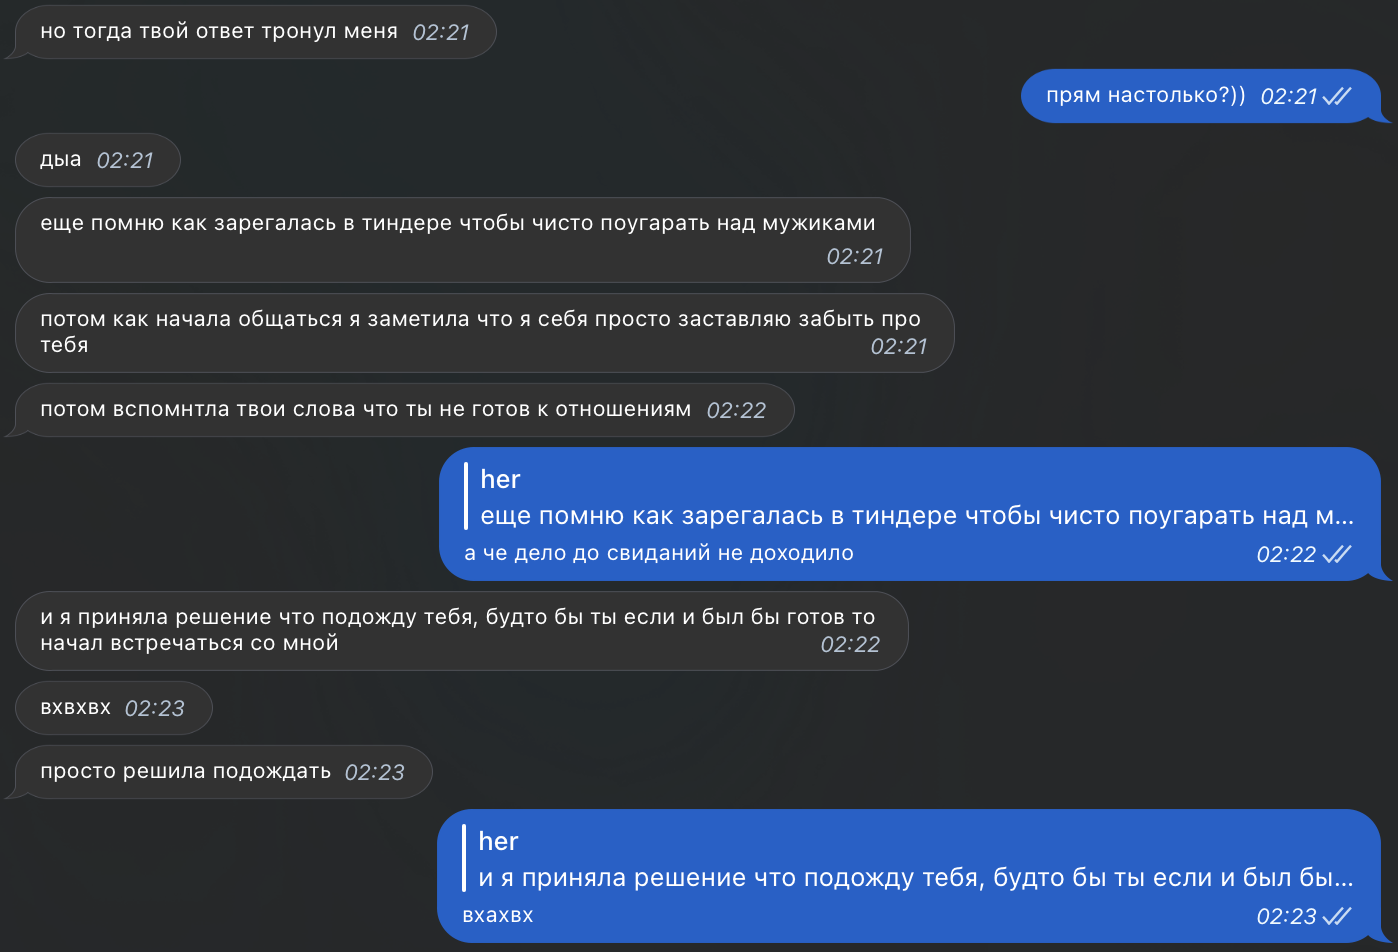 но тогда твой ответ тронул меня 02:21
прям настолько?)) 02:21
дыа 02:21
еще помню как зарегалась в тиндере чтобы чисто поугарать над мужиками
02:21
потом как начала общаться я заметила что я себя просто заставляю забыть про
тебя 02:21
потом вспомнтла твои слова что ты не готов к отношениям 02:22
her
еще помню как зарегалась в тиндере чтобы чисто поугарать над м...
а че дело до свиданий не доходило 02:22
и я приняла решение что подожду тебя, будто бы ты если и был бы готов то
начал встречаться со мной 02:22
вхвхвх 02:23
просто решила подождать 02:23
her
и я приняла решение что подожду тебя, будто бы ты если и был бы...
вхахвх 02:23